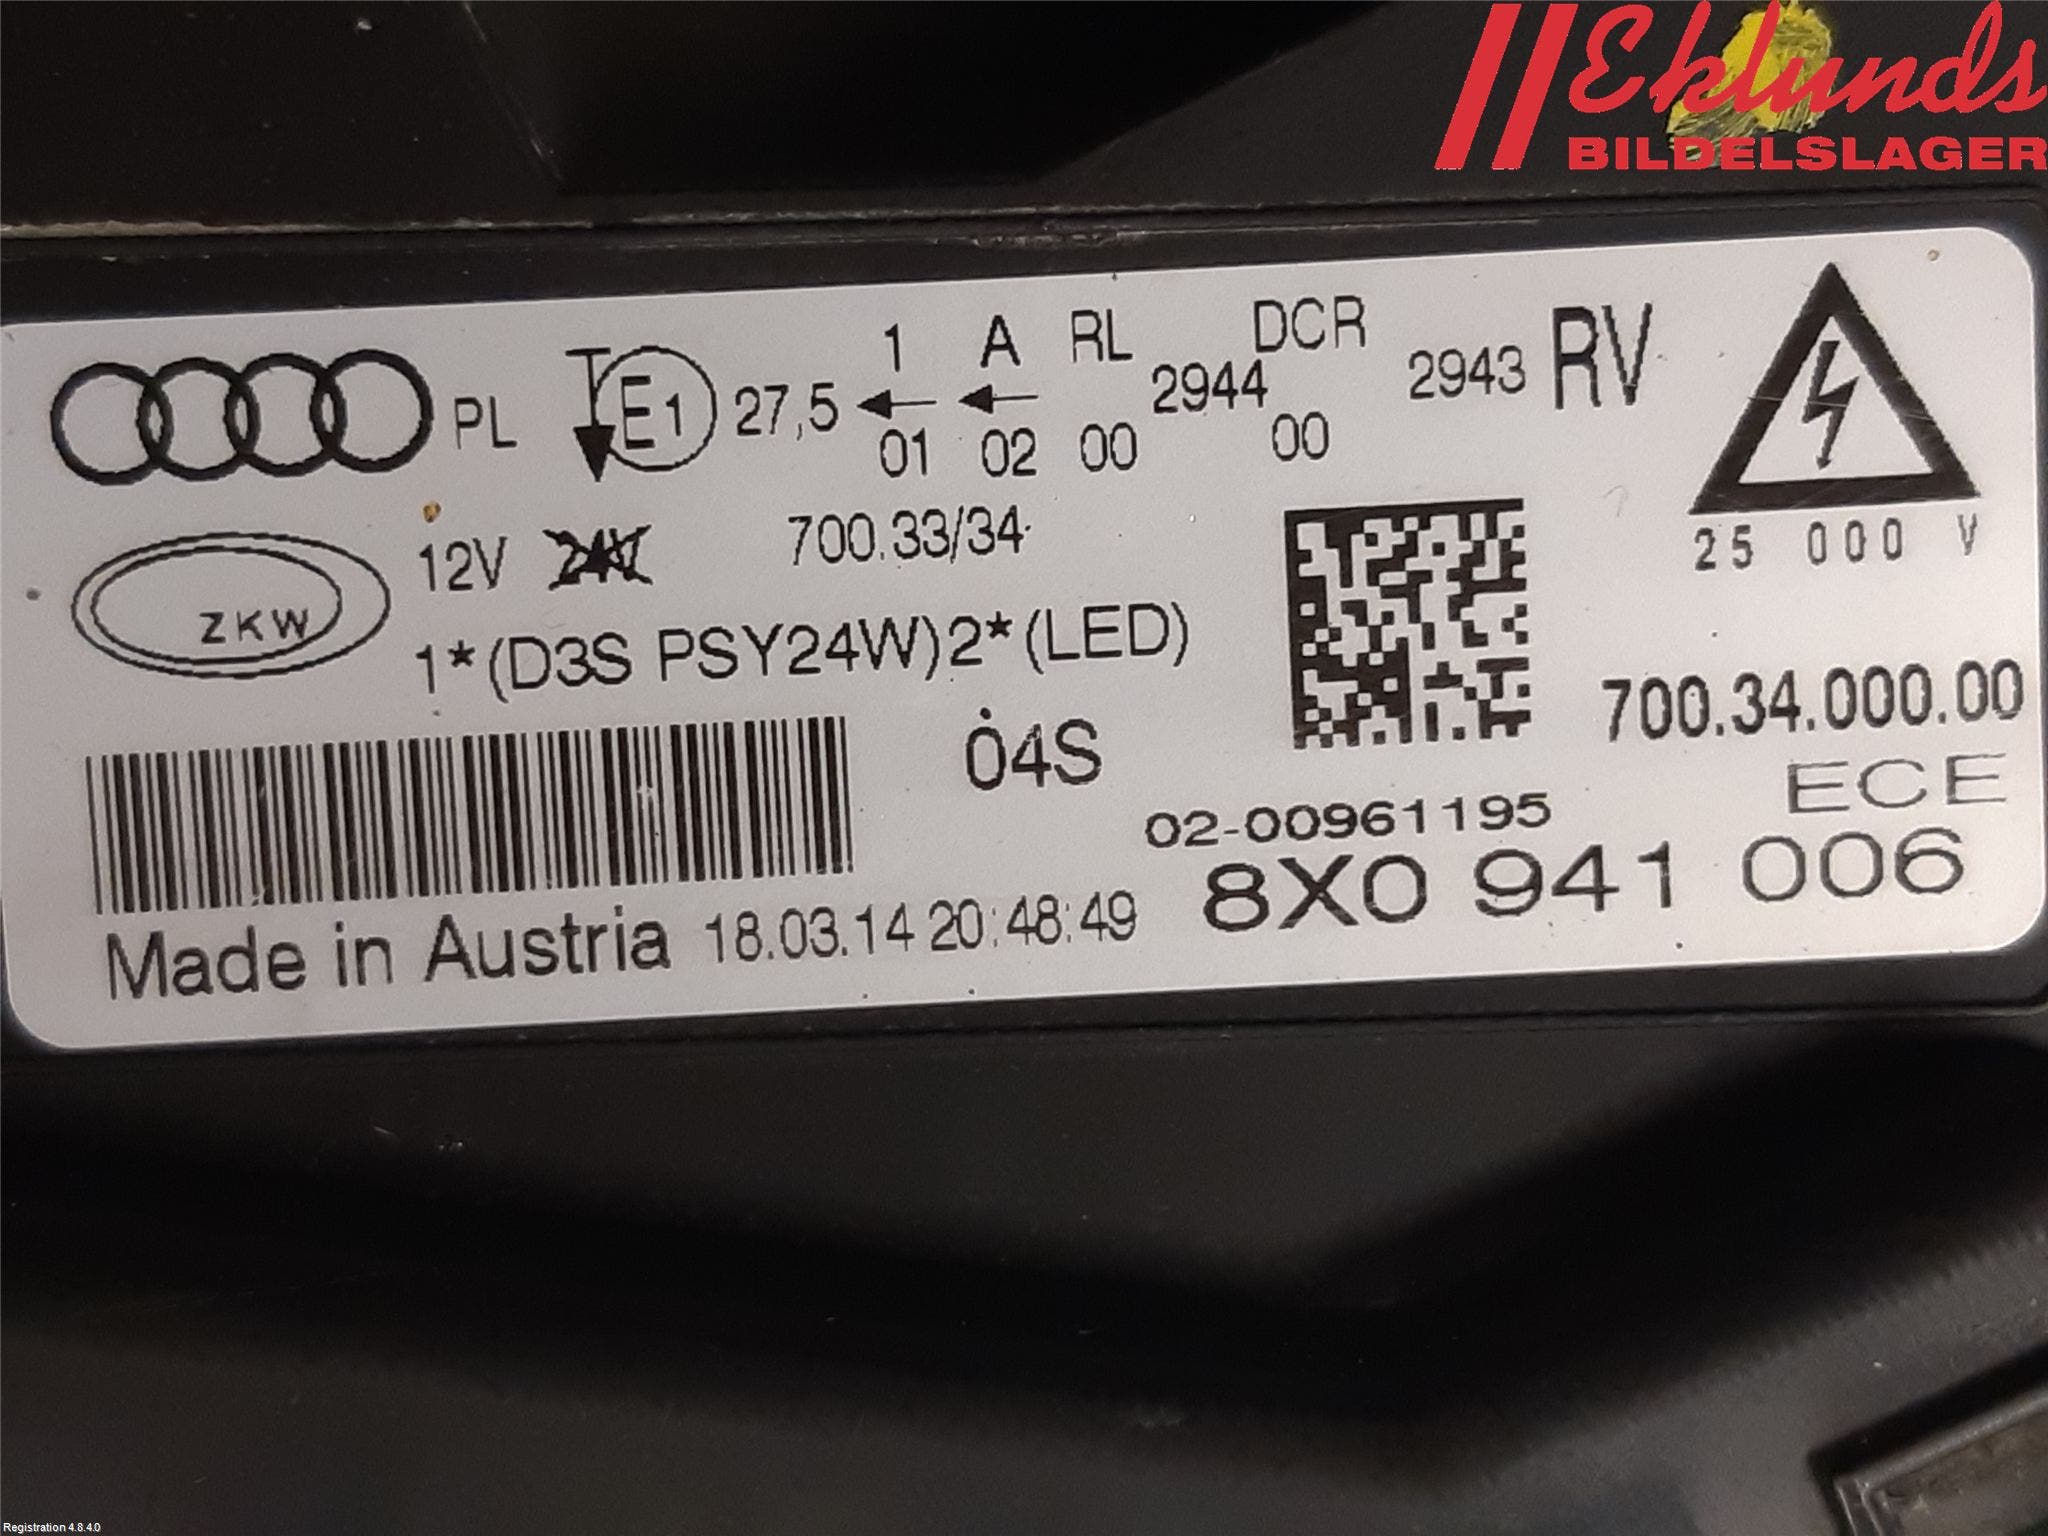 Eklunds
BILDELSLAGER
PL E1 27,5 1 01 A 02 RL 00 2944 DCR 00 2943 RV
12V 24V 700.33/34
25 000 V
ZKW
1*(D3S PSY24W)2*(LED)
04S
700.34.000.00
ECE
02-00961195
8X0 941 006
Made in Austria 18.03.14 20:48:49
Registration 4.8.4.0